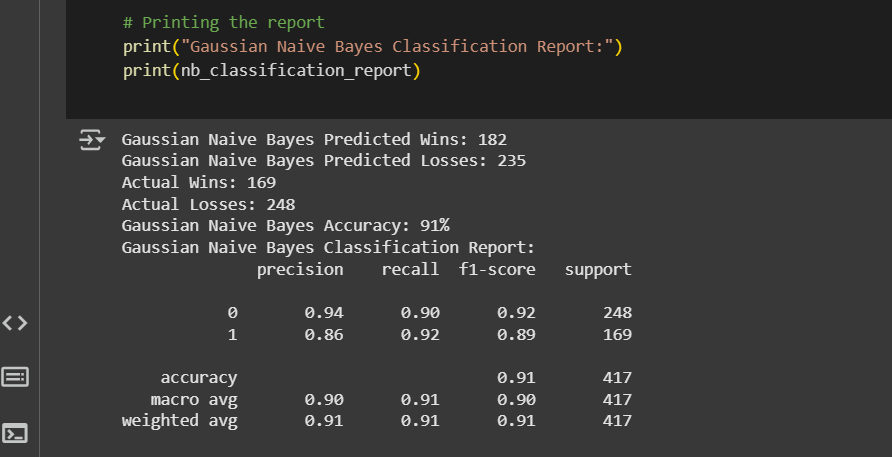 # Printing the report
print("Gaussian Naive Bayes Classification Report:")
print(nb_classification_report)
Gaussian Naive Bayes Predicted Wins: 182
Gaussian Naive Bayes Predicted Losses: 235
Actual Wins: 169
Actual Losses: 248
Gaussian Naive Bayes Accuracy: 91%
Gaussian Naive Bayes Classification Report:
precision recall f1-score support
0 0.94 0.90 0.92 248
1 0.86 0.92 0.89 169
accuracy 0.91 417
macro avg 0.90 0.91 0.90 417
weighted avg 0.91 0.91 0.91 417